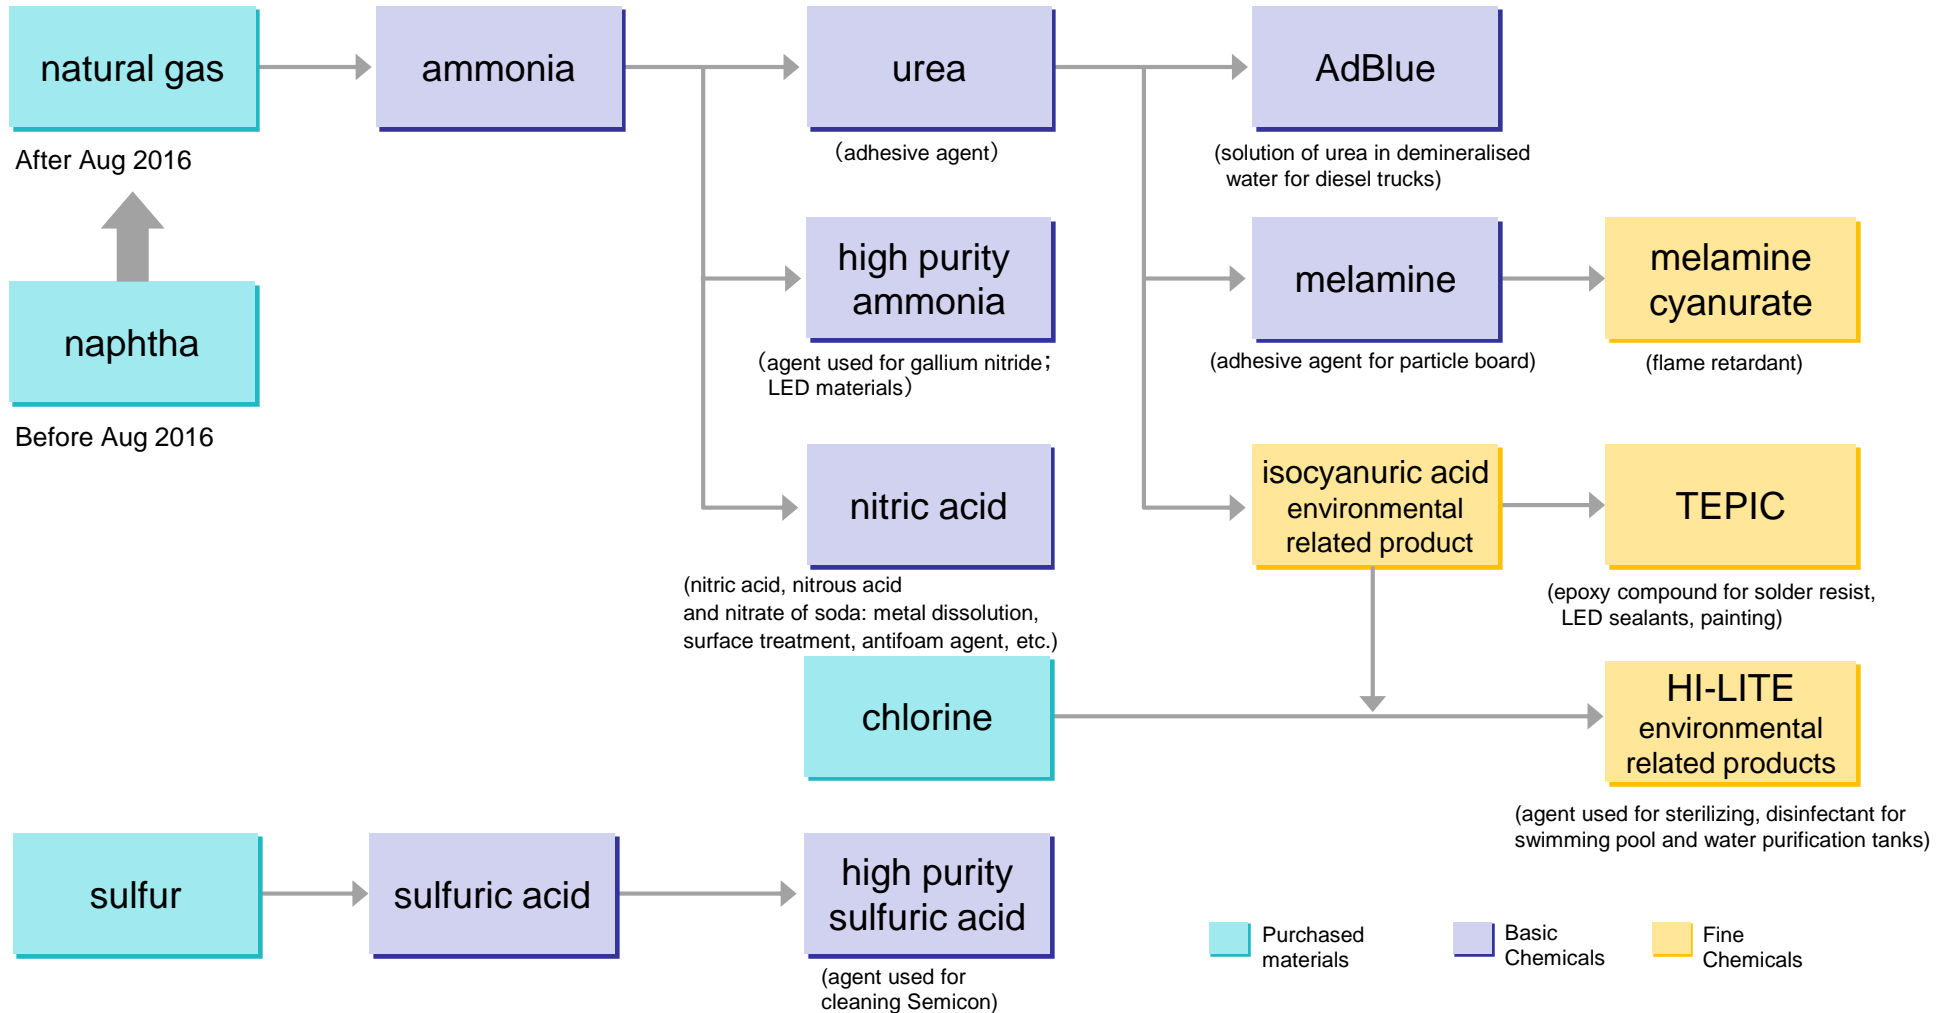 natural gas
ammonia
urea
AdBlue
After Aug 2016
（adhesive agent）
(solution of urea in demineralised
water for diesel trucks)
naphtha
Before Aug 2016
high purity
ammonia
（agent used for gallium nitride；
LED materials）
melamine
(adhesive agent for particle board)
melamine
cyanurate
(flame retardant)
nitric acid
(nitric acid, nitrous acid
and nitrate of soda: metal dissolution,
surface treatment, antifoam agent, etc.)
isocyanuric acid
environmental
related product
TEPIC
(epoxy compound for solder resist,
LED sealants, painting)
chlorine
HI-LITE
environmental
related products
(agent used for sterilizing, disinfectant for
swimming pool and water purification tanks)
sulfur
sulfuric acid
high purity
sulfuric acid
(agent used for
cleaning Semicon)
Purchased
materials
Basic
Chemicals
Fine
Chemicals